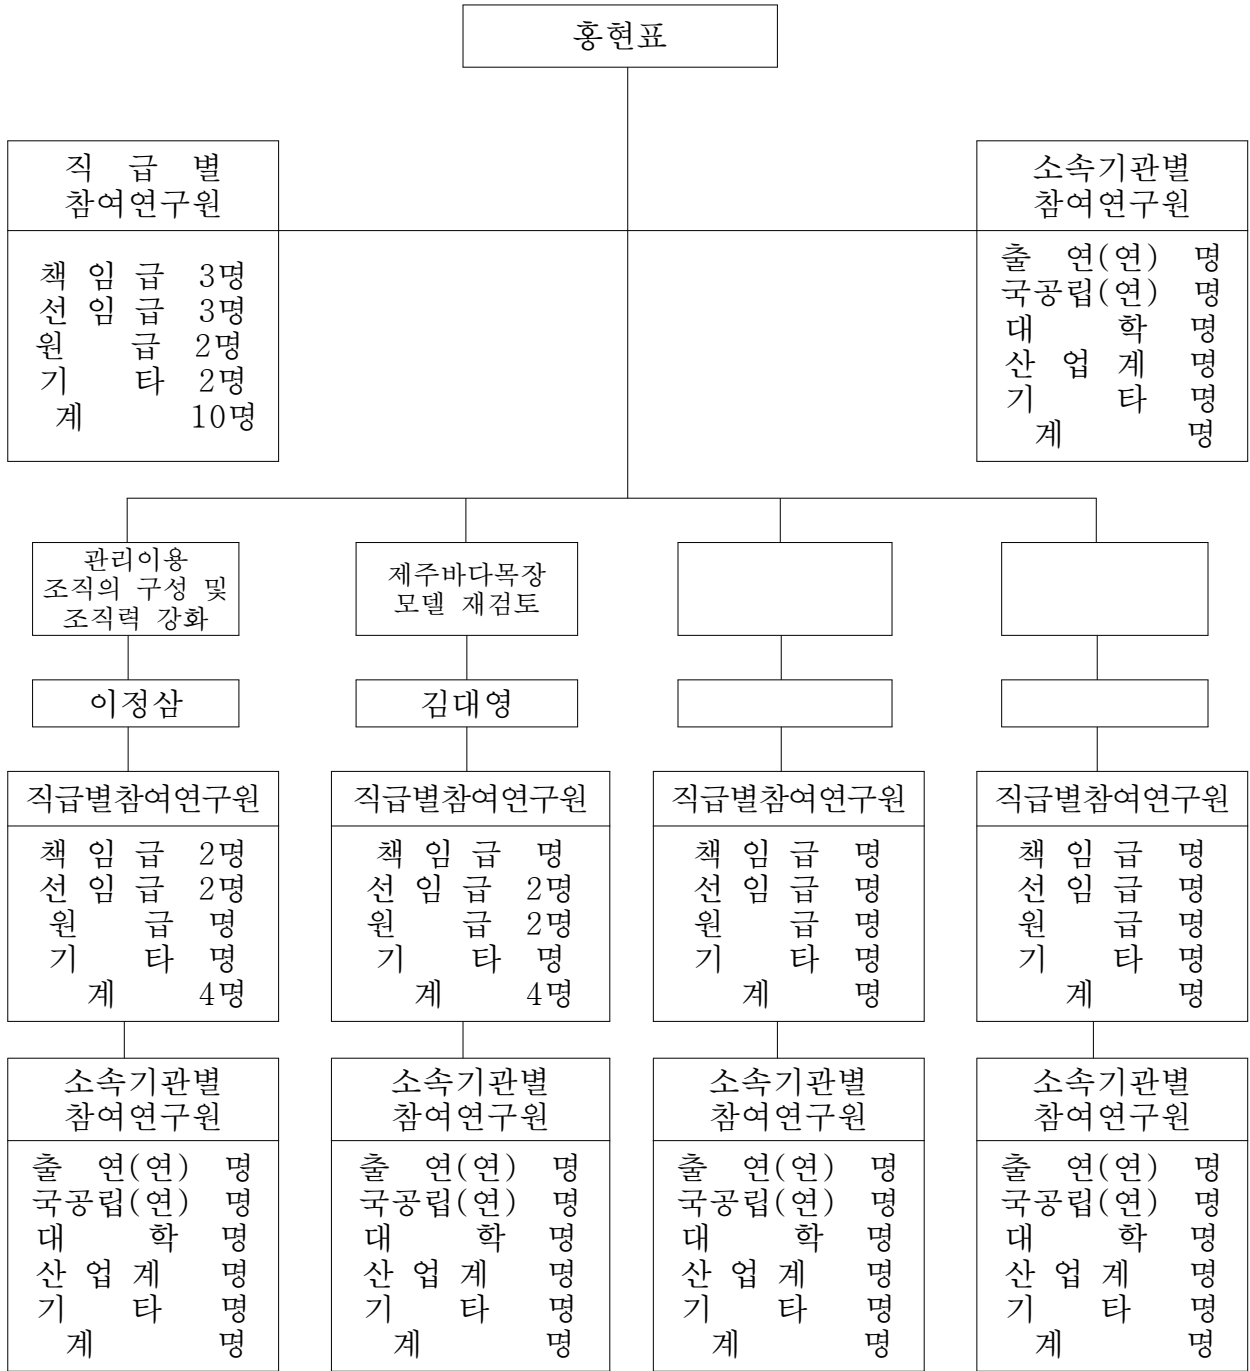 홍현표
직 급 별
참여연구원
책 임 급 3명
선 임 급 3명
원 급 2명
기 타 2명
계 10명
소속기관별
참여연구원
출 연(연) 명
국공립(연) 명
대 학 명
산 업 계 명
기 타 명
계 명
관리이용
조직의 구성 및
조직력 강화
제주바다목장
모델 재검토
이정삼
김대영
직급별참여연구원
책 임 급 2명
선 임 급 2명
원 급 명
기 타 명
계 4명
직급별참여연구원
책 임 급 명
선 임 급 2명
원 급 2명
기 타 명
계 4명
직급별참여연구원
책 임 급 명
선 임 급 명
원 급 명
기 타 명
계 명
직급별참여연구원
책 임 급 명
선 임 급 명
원 급 명
기 타 명
계 명
소속기관별
참여연구원
출 연(연) 명
국공립(연) 명
대 학 명
산 업 계 명
기 타 명
계 명
소속기관별
참여연구원
출 연(연) 명
국공립(연) 명
대 학 명
산 업 계 명
기 타 명
계 명
소속기관별
참여연구원
출 연(연) 명
국공립(연) 명
대 학 명
산 업 계 명
기 타 명
계 명
소속기관별
참여연구원
출 연(연) 명
국공립(연) 명
대 학 명
산 업 계 명
기 타 명
계 명